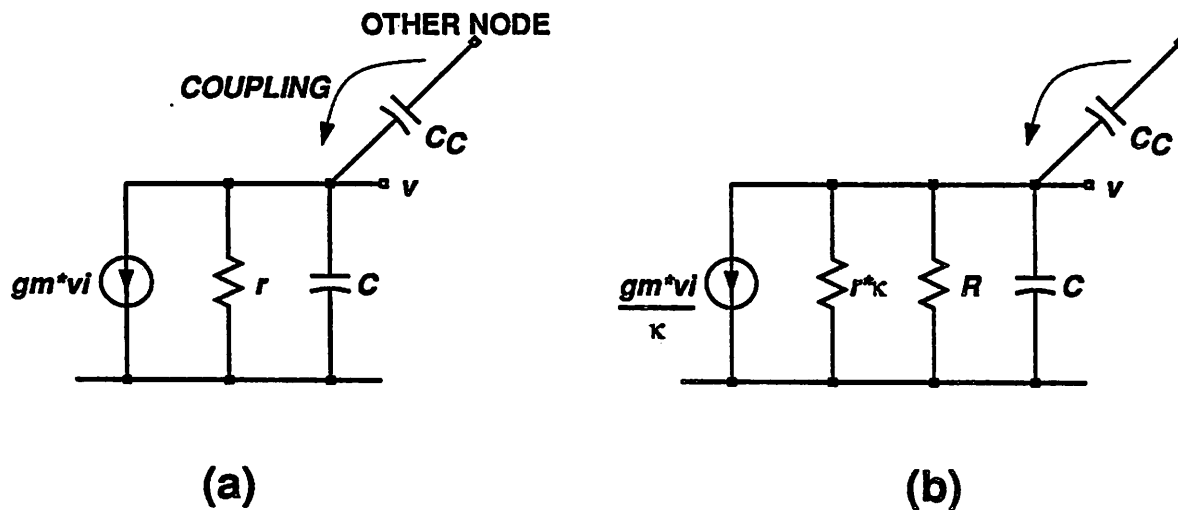 OTHER NODE
COUPLING
CC
v
gm*vi
r
C
(a)
CC
v
gm*vi
κ
r*κ
R
C
(b)